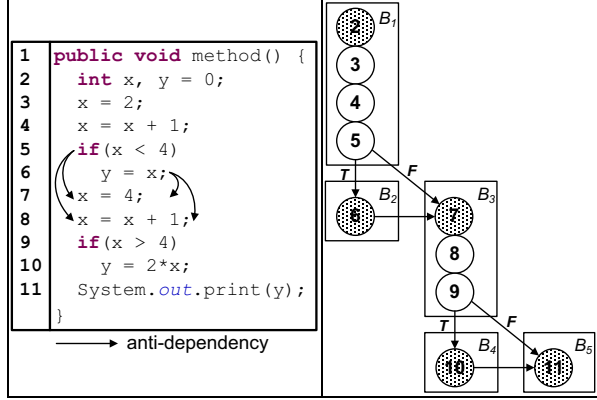 1 public void method() {
2 int x, y = 0;
3 x = 2;
4 x = x + 1;
5 if(x < 4)
6 y = x;
7 x = 4;
8 x = x + 1;
9 if(x > 4)
10 y = 2*x;
11 System.out.print(y);
}
anti-dependency
2 B1
3
4
5
T F
6 B2
7 B3
8
9
T F
10 B4
11 B5